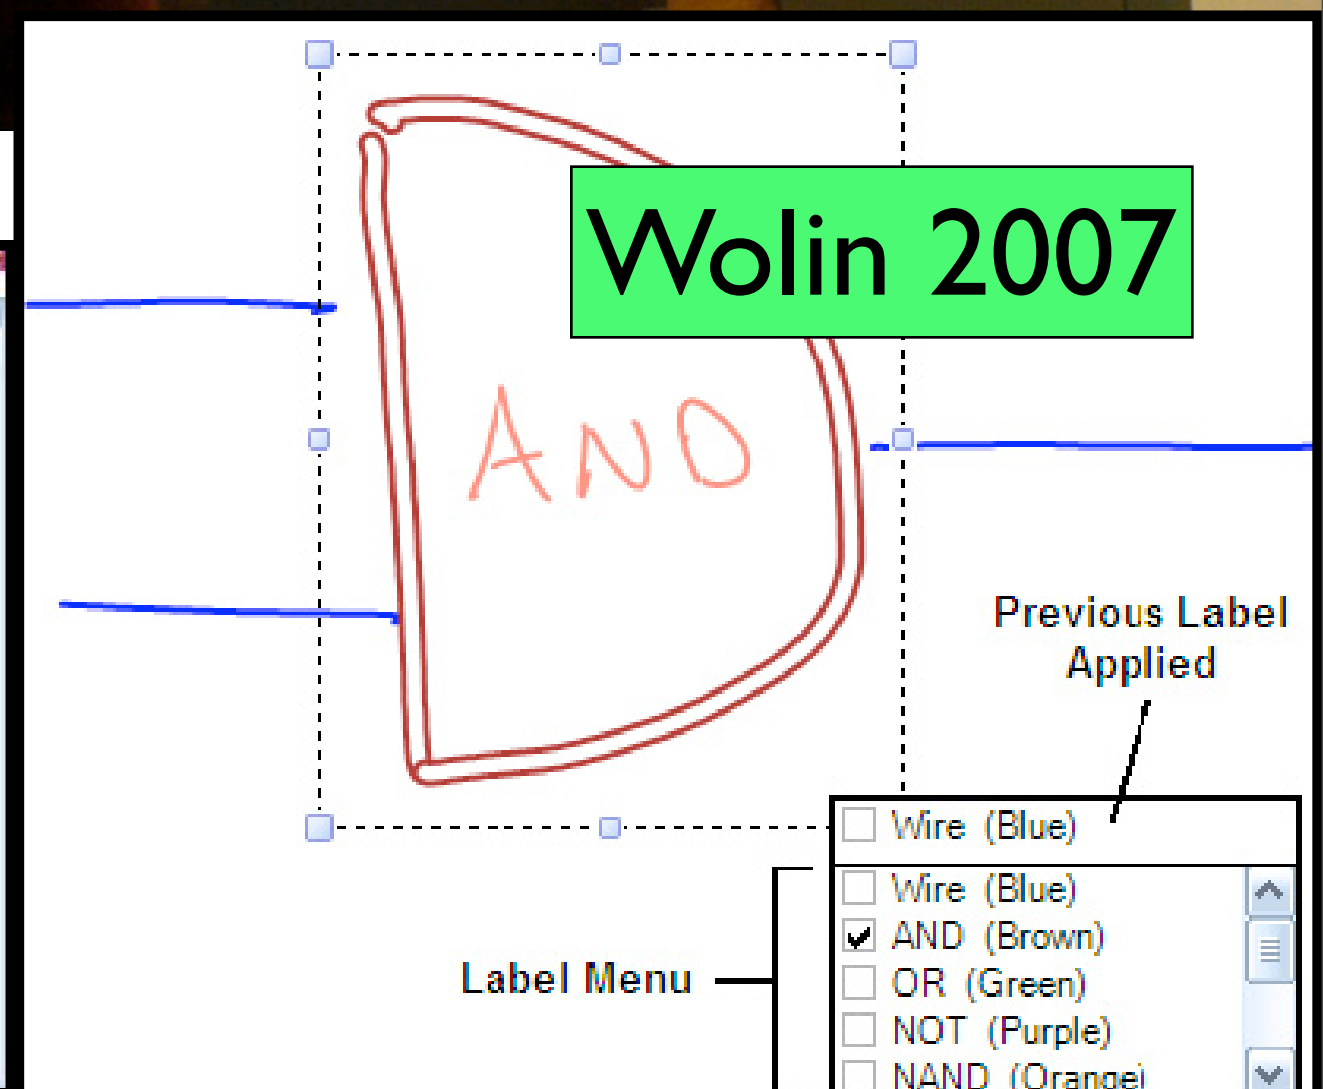 Wolin 2007
AND
Previous Label
Applied
Wire (Blue)
Wire (Blue)
AND (Brown)
Label Menu
OR (Green)
NOT (Purple)
NAND (Orange)